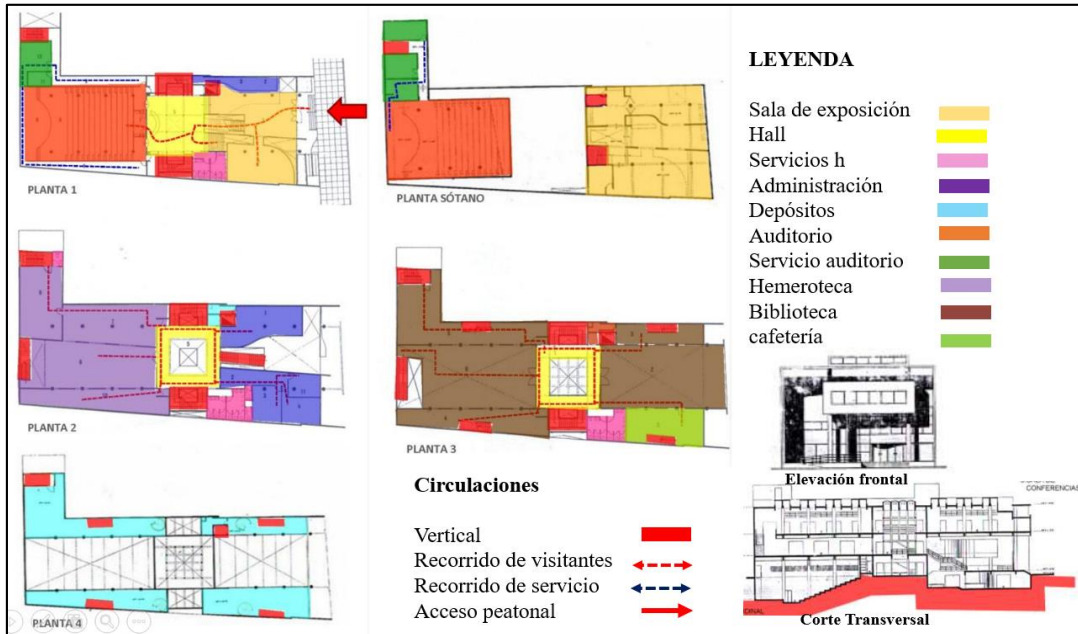 PLANTA 1
PLANTA SÓTANO
PLANTA 2
PLANTA 3
PLANTA 4
LEYENDA
Sala de exposición
Hall
Servicios h
Administración
Depósitos
Auditorio
Servicio auditorio
Hemeroteca
Biblioteca
cafetería
Circulaciones
Vertical
Recorrido de visitantes
Recorrido de servicio
Acceso peatonal
Elevación frontal
CONFERENCIAS
DINAL
Corte Transversal